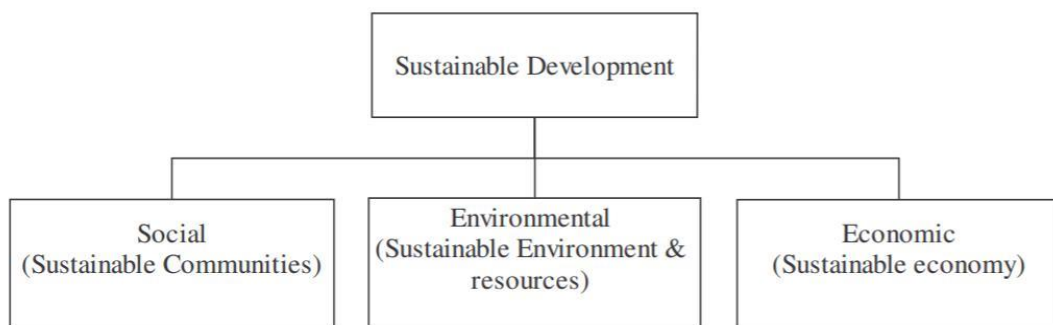 Sustainable Development
Social
(Sustainable Communities)
Environmental
(Sustainable Environment &
resources)
Economic
(Sustainable economy)